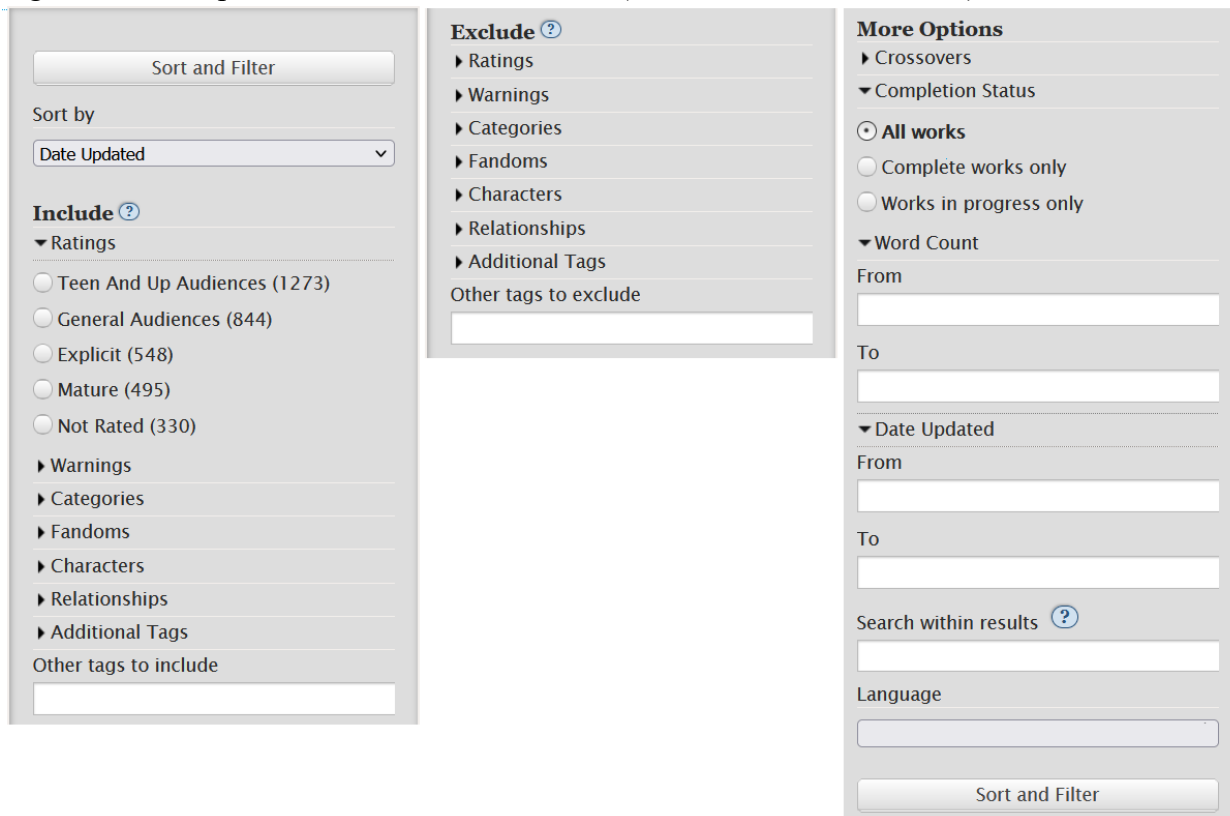 Sort and Filter
Sort by
Date Updated
Include ?
Ratings
Teen And Up Audiences (1273)
General Audiences (844)
Explicit (548)
Mature (495)
Not Rated (330)
Warnings
Categories
Fandoms
Characters
Relationships
Additional Tags
Other tags to include
Exclude ?
Ratings
Warnings
Categories
Fandoms
Characters
Relationships
Additional Tags
Other tags to exclude
More Options
Crossovers
Completion Status
All works
Complete works only
Works in progress only
Word Count
From
To
Date Updated
From
To
Search within results ?
Language
Sort and Filter